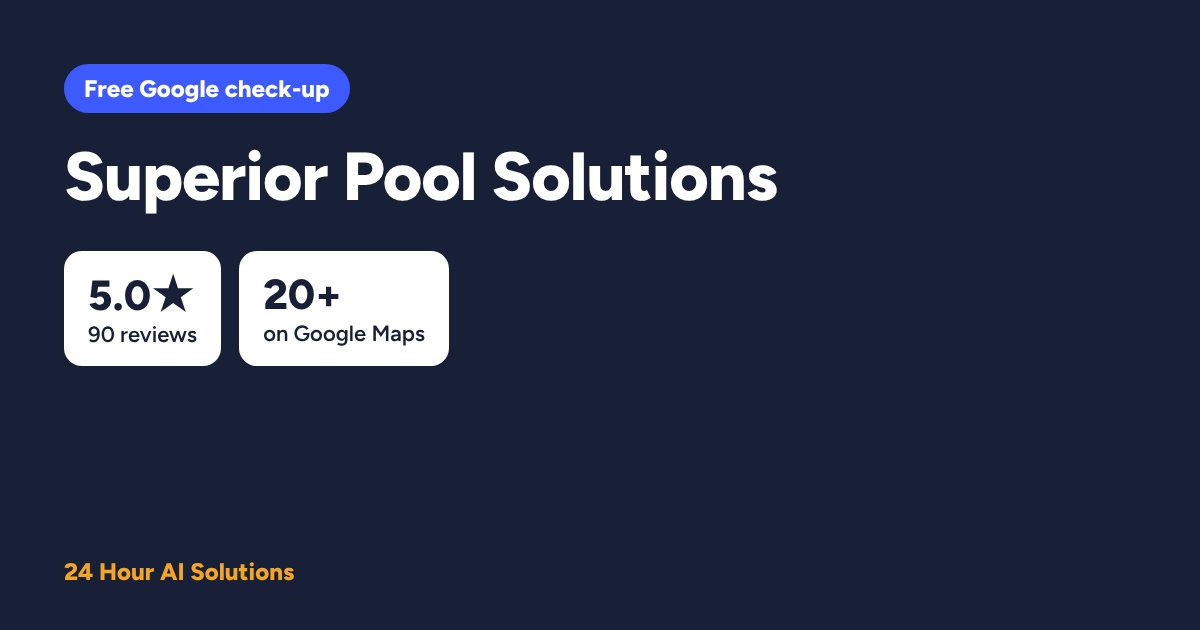 Free Google check-up
Superior Pool Solutions
5.0★
90 reviews
20+
on Google Maps
24 Hour AI Solutions